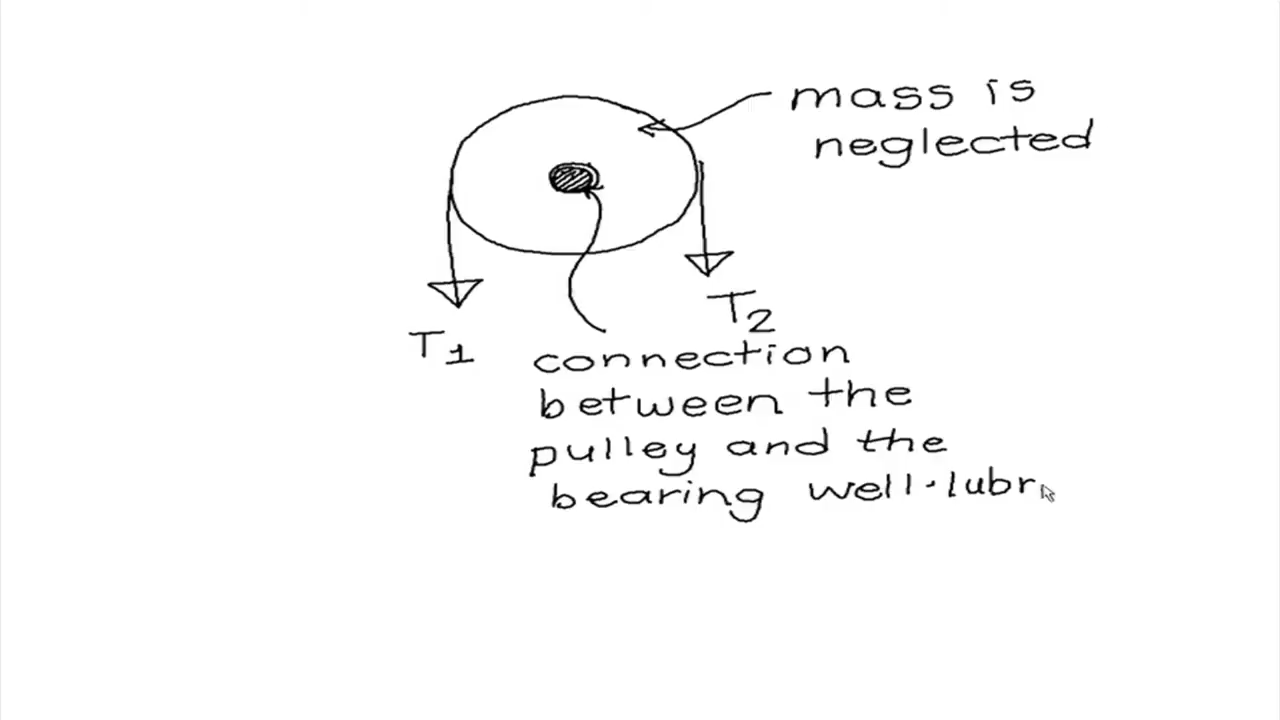 mass is
neglected
T1
T2
connection
between the
pulley and the
bearing well-lubr